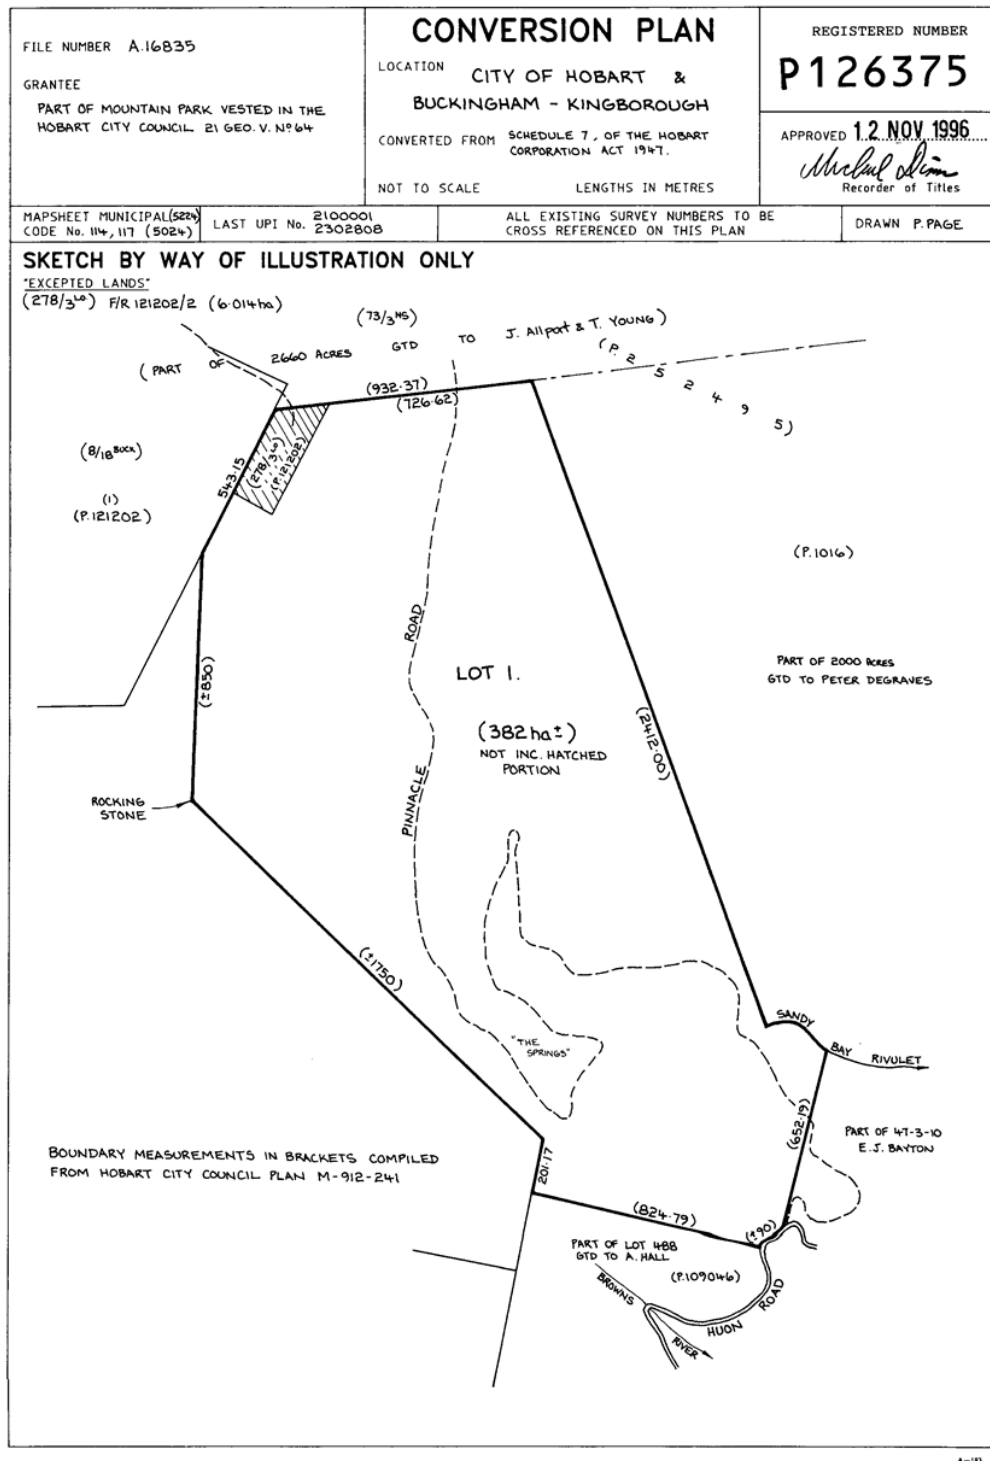 FILE NUMBER A.16835
GRANTEE
PART OF MOUNTAIN PARK VESTED IN THE
HOBART CITY COUNCIL 21 GEO. V. Nº 64
CONVERSION PLAN
LOCATION CITY OF HOBART &
BUCKINGHAM - KINGBOROUGH
CONVERTED FROM SCHEDULE 7, OF THE HOBART
CORPORATION ACT 1947.
NOT TO SCALE LENGTHS IN METRES
REGISTERED NUMBER
P126375
APPROVED 12 NOV 1996
Recorder of Titles
MAPSHEET MUNICIPAL (5224)
CODE No. 114, 117 (5024)
LAST UPI No. 2100001
2302808
ALL EXISTING SURVEY NUMBERS TO BE
CROSS REFERENCED ON THIS PLAN
DRAWN P. PAGE
SKETCH BY WAY OF ILLUSTRATION ONLY
"EXCEPTED LANDS"
(278/3LO) F/R 121202/2 (6.014ha)
(73/3NS)
(PART OF 2660 ACRES GTD TO J. Allport & T. YOUNG)
(P.252495)
(932.37)
(726.62)
(8/18 BUCK)
(1)
(P.121202)
543.15
(278/3LO)
(P.121202)
(P.1016)
ROAD
LOT 1.
PART OF 2000 ACRES
GTD TO PETER DEGRAVES
(±850)
(382ha±)
NOT INC. HATCHED
PORTION
(2412.00)
PINNACLE
ROCKING
STONE
(±1750)
SANDY
BAY RIVULET
"THE
SPRINGS"
(652.19)
PART OF 47-3-10
E.J. BAYTON
BOUNDARY MEASUREMENTS IN BRACKETS COMPILED
FROM HOBART CITY COUNCIL PLAN M-912-241
201.17
(824.79)
(±90)
PART OF LOT 488
GTD TO A. HALL
(P.109046)
BROWNS
RIVER
HUON ROAD